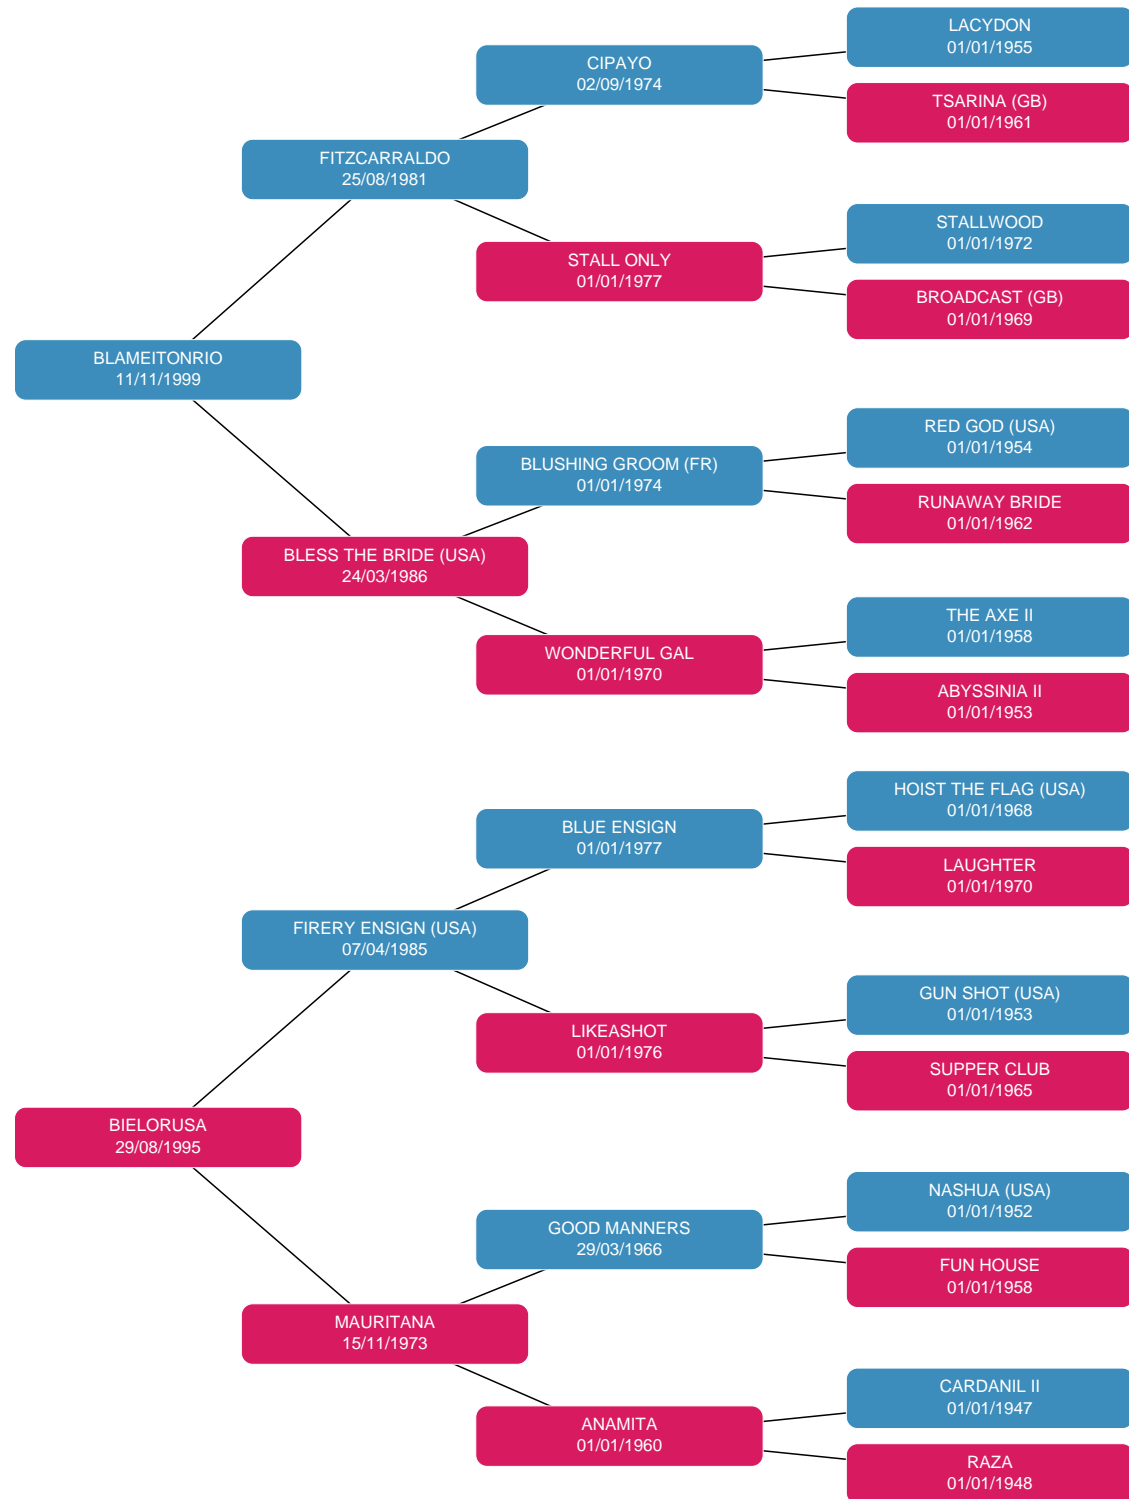 LACYDON
01/01/1955
CIPAYO
02/09/1974
TSARINA (GB)
01/01/1961
FITZCARRALDO
25/08/1981
STALLWOOD
01/01/1972
STALL ONLY
01/01/1977
BROADCAST (GB)
01/01/1969
BLAMEITONRIO
11/11/1999
RED GOD (USA)
01/01/1954
BLUSHING GROOM (FR)
01/01/1974
RUNAWAY BRIDE
01/01/1962
BLESS THE BRIDE (USA)
24/03/1986
THE AXE II
01/01/1958
WONDERFUL GAL
01/01/1970
ABYSSINIA II
01/01/1953
HOIST THE FLAG (USA)
01/01/1968
BLUE ENSIGN
01/01/1977
LAUGHTER
01/01/1970
FIRERY ENSIGN (USA)
07/04/1985
GUN SHOT (USA)
01/01/1953
LIKEASHOT
01/01/1976
SUPPER CLUB
01/01/1965
BIELORUSA
29/08/1995
NASHUA (USA)
01/01/1952
GOOD MANNERS
29/03/1966
FUN HOUSE
01/01/1958
MAURITANA
15/11/1973
CARDANIL II
01/01/1947
ANAMITA
01/01/1960
RAZA
01/01/1948